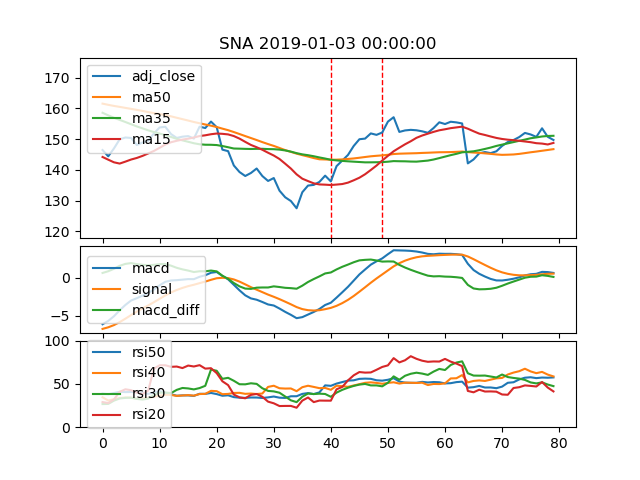 SNA 2019-01-03 00:00:00
170
160
150
140
130
120
adj_close
ma50
ma35
ma15
0
−5
macd
signal
macd_diff
100
50
0
rsi50
rsi40
rsi30
rsi20
0 10 20 30 40 50 60 70 80